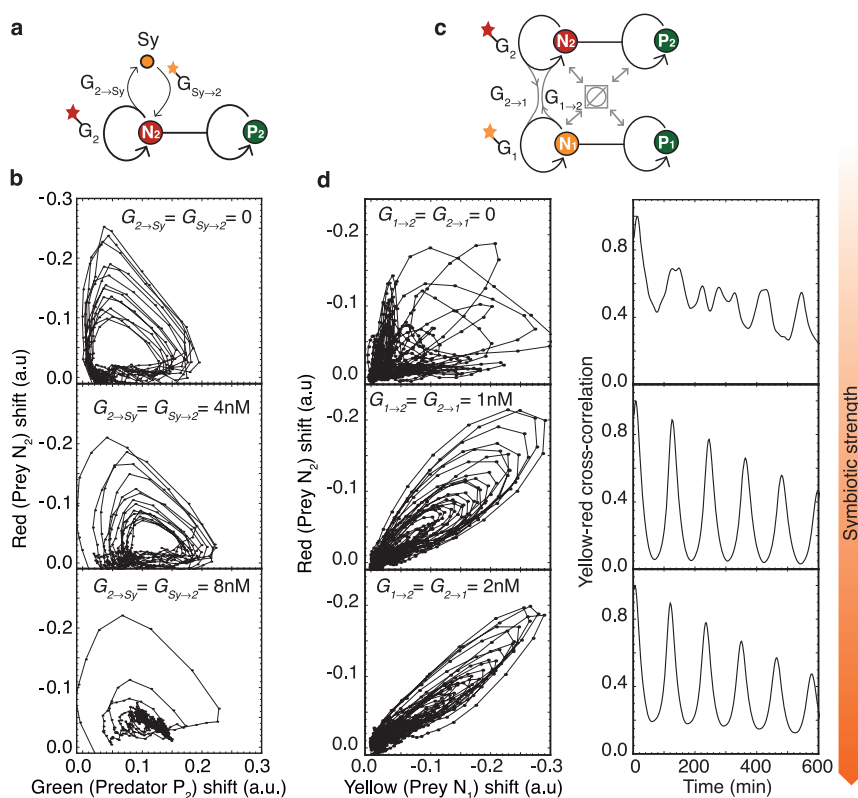 a
Sy
G2→Sy
GSy→2
G2
N2
P2
c
G2
N2
P2
G2→1
G1→2
G1
N1
P1
b
-0.3
G2→Sy= GSy→2= 0
-0.2
-0.1
0.0
G2→Sy= GSy→2= 4nM
-0.2
-0.1
0.0
G2→Sy= GSy→2= 8nM
-0.2
-0.1
0.0
0.0
0.1
0.2
0.3
Red (Prey N2) shift (a.u)
Green (Predator P2) shift (a.u.)
d
G1→2= G2→1= 0
-0.2
-0.1
0.0
G1→2= G2→1= 1nM
-0.2
-0.1
0.0
G1→2= G2→1= 2nM
-0.2
-0.1
0.0
0.0
-0.1
-0.2
-0.3
Red (Prey N2) shift (a.u)
Yellow (Prey N1) shift (a.u)
0.8
0.4
0.0
0.8
0.4
0.0
0.8
0.4
0.0
0
200
400
600
Yellow-red cross-correlation
Time (min)
Symbiotic strength